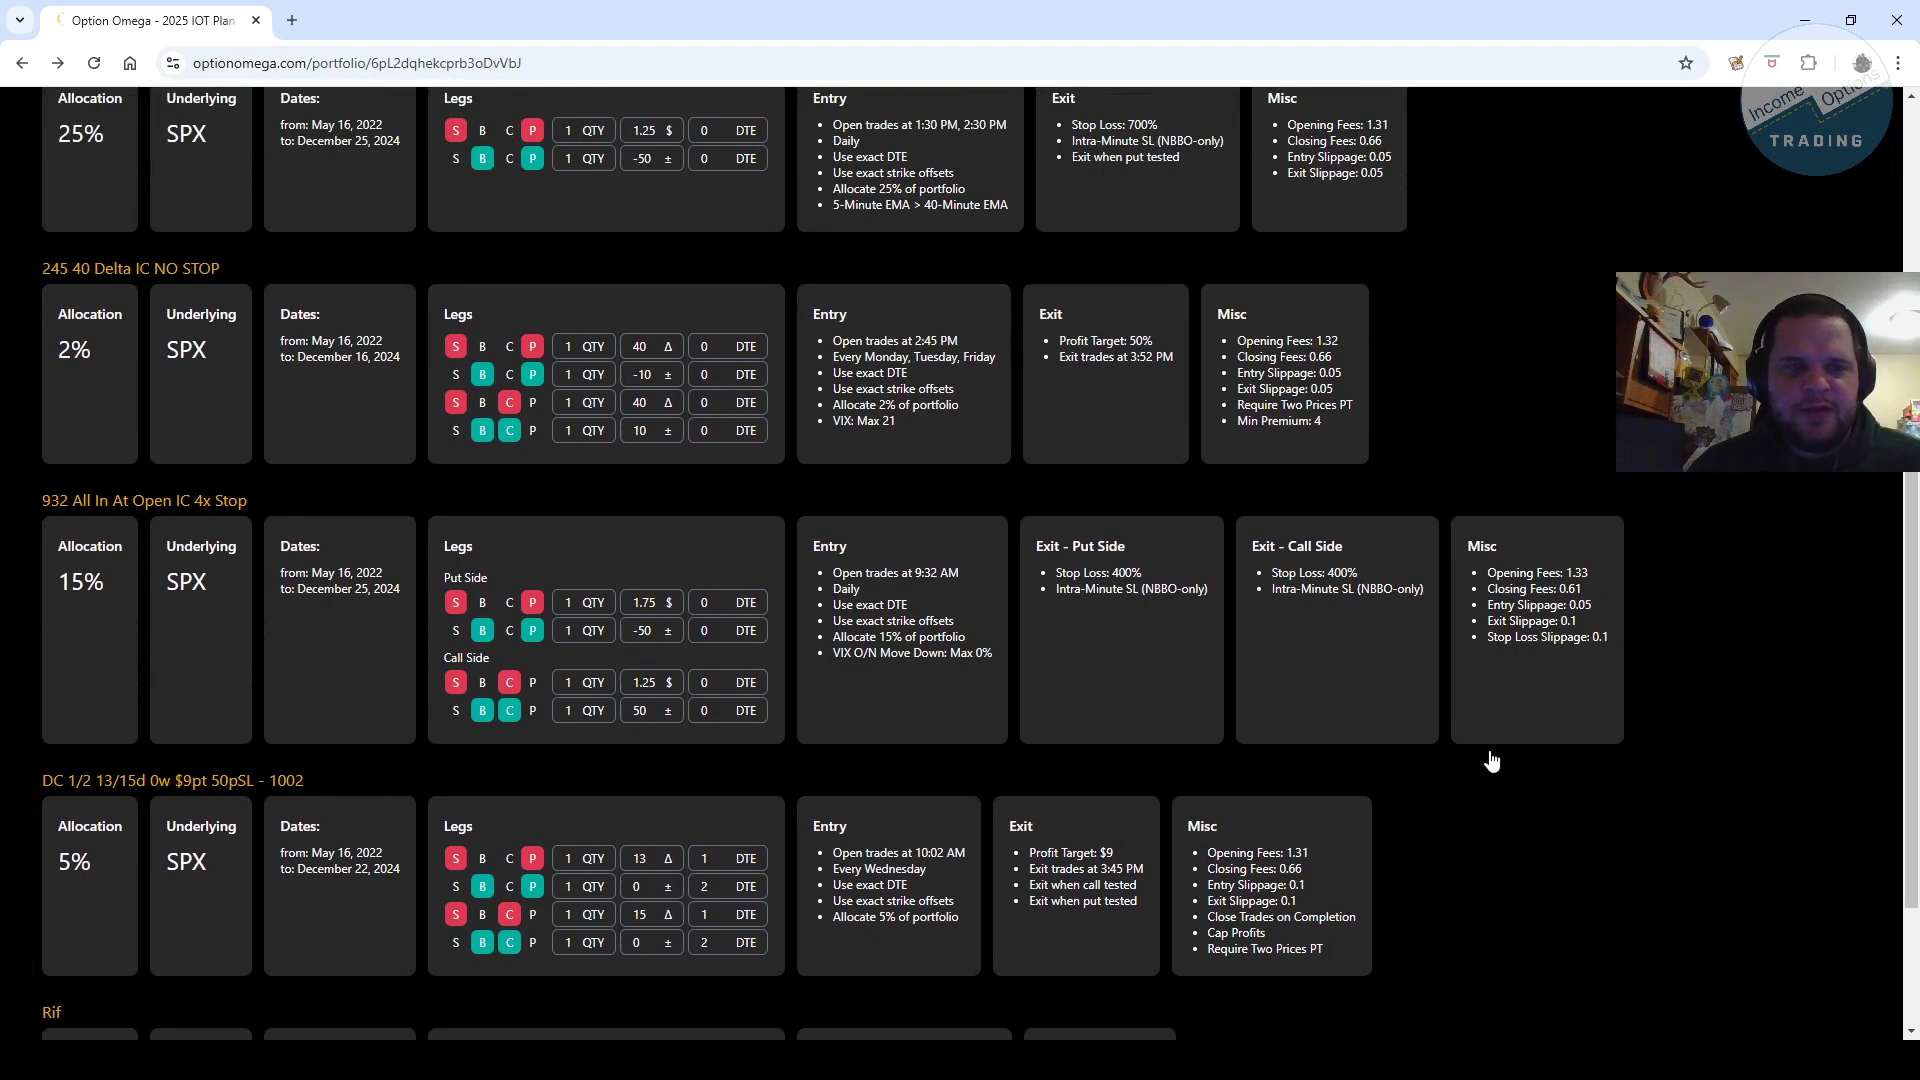 Option Omega - 2025 IOT Plan
optionomega.com/portfolio/6pL2dqhekcprb3oDvVbJ
Income Options
TRADING
Allocation
25%
Underlying
SPX
Dates:
from: May 16, 2022
to: December 25, 2024
Legs
S B C P 1 QTY 1.25 $ 0 DTE
S B C P 1 QTY -50 ± 0 DTE
Entry
• Open trades at 1:30 PM, 2:30 PM
• Daily
• Use exact DTE
• Use exact strike offsets
• Allocate 25% of portfolio
• 5-Minute EMA > 40-Minute EMA
Exit
• Stop Loss: 700%
• Intra-Minute SL (NBBO-only)
• Exit when put tested
Misc
• Opening Fees: 1.31
• Closing Fees: 0.66
• Entry Slippage: 0.05
• Exit Slippage: 0.05
245 40 Delta IC NO STOP
Allocation
2%
Underlying
SPX
Dates:
from: May 16, 2022
to: December 16, 2024
Legs
S B C P 1 QTY 40 Δ 0 DTE
S B C P 1 QTY -10 ± 0 DTE
S B C P 1 QTY 40 Δ 0 DTE
S B C P 1 QTY 10 ± 0 DTE
Entry
• Open trades at 2:45 PM
• Every Monday, Tuesday, Friday
• Use exact DTE
• Use exact strike offsets
• Allocate 2% of portfolio
• VIX: Max 21
Exit
• Profit Target: 50%
• Exit trades at 3:52 PM
Misc
• Opening Fees: 1.32
• Closing Fees: 0.66
• Entry Slippage: 0.05
• Exit Slippage: 0.05
• Require Two Prices PT
• Min Premium: 4
932 All In At Open IC 4x Stop
Allocation
15%
Underlying
SPX
Dates:
from: May 16, 2022
to: December 25, 2024
Legs
Put Side
S B C P 1 QTY 1.75 $ 0 DTE
S B C P 1 QTY -50 ± 0 DTE
Call Side
S B C P 1 QTY 1.25 $ 0 DTE
S B C P 1 QTY 50 ± 0 DTE
Entry
• Open trades at 9:32 AM
• Daily
• Use exact DTE
• Use exact strike offsets
• Allocate 15% of portfolio
• VIX O/N Move Down: Max 0%
Exit - Put Side
• Stop Loss: 400%
• Intra-Minute SL (NBBO-only)
Exit - Call Side
• Stop Loss: 400%
• Intra-Minute SL (NBBO-only)
Misc
• Opening Fees: 1.33
• Closing Fees: 0.61
• Entry Slippage: 0.05
• Exit Slippage: 0.1
• Stop Loss Slippage: 0.1
DC 1/2 13/15d 0w $9pt 50pSL - 1002
Allocation
5%
Underlying
SPX
Dates:
from: May 16, 2022
to: December 22, 2024
Legs
S B C P 1 QTY 13 Δ 1 DTE
S B C P 1 QTY 0 ± 2 DTE
S B C P 1 QTY 15 Δ 1 DTE
S B C P 1 QTY 0 ± 2 DTE
Entry
• Open trades at 10:02 AM
• Every Wednesday
• Use exact DTE
• Use exact strike offsets
• Allocate 5% of portfolio
Exit
• Profit Target: $9
• Exit trades at 3:45 PM
• Exit when call tested
• Exit when put tested
Misc
• Opening Fees: 1.31
• Closing Fees: 0.66
• Entry Slippage: 0.1
• Exit Slippage: 0.1
• Close Trades on Completion
• Cap Profits
• Require Two Prices PT
Rif